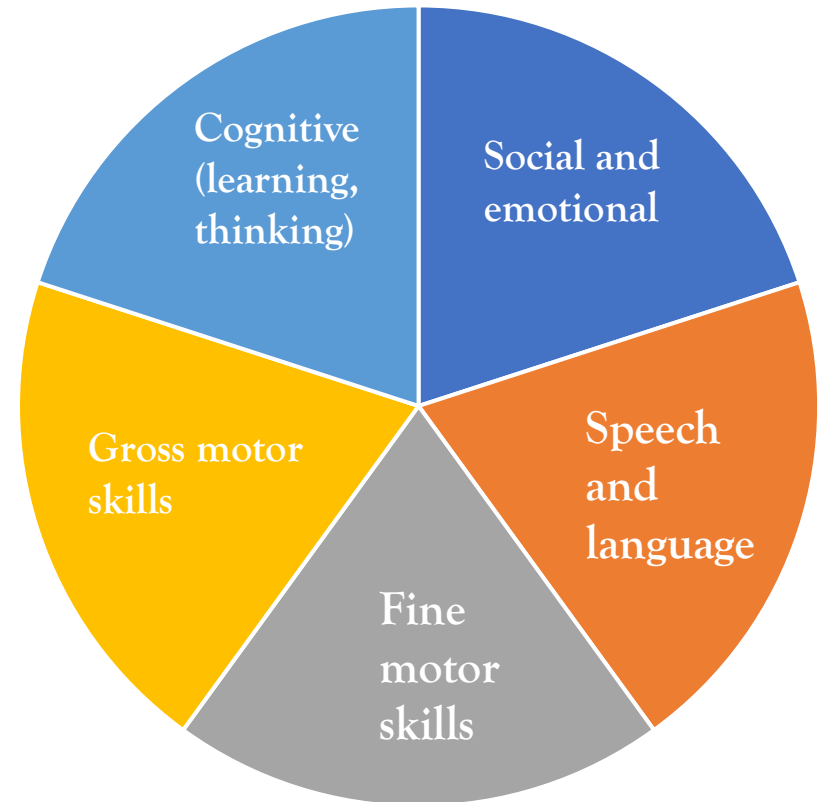 Cognitive
(learning,
thinking)
Social and
emotional
Gross motor
skills
Speech
and
language
Fine
motor
skills